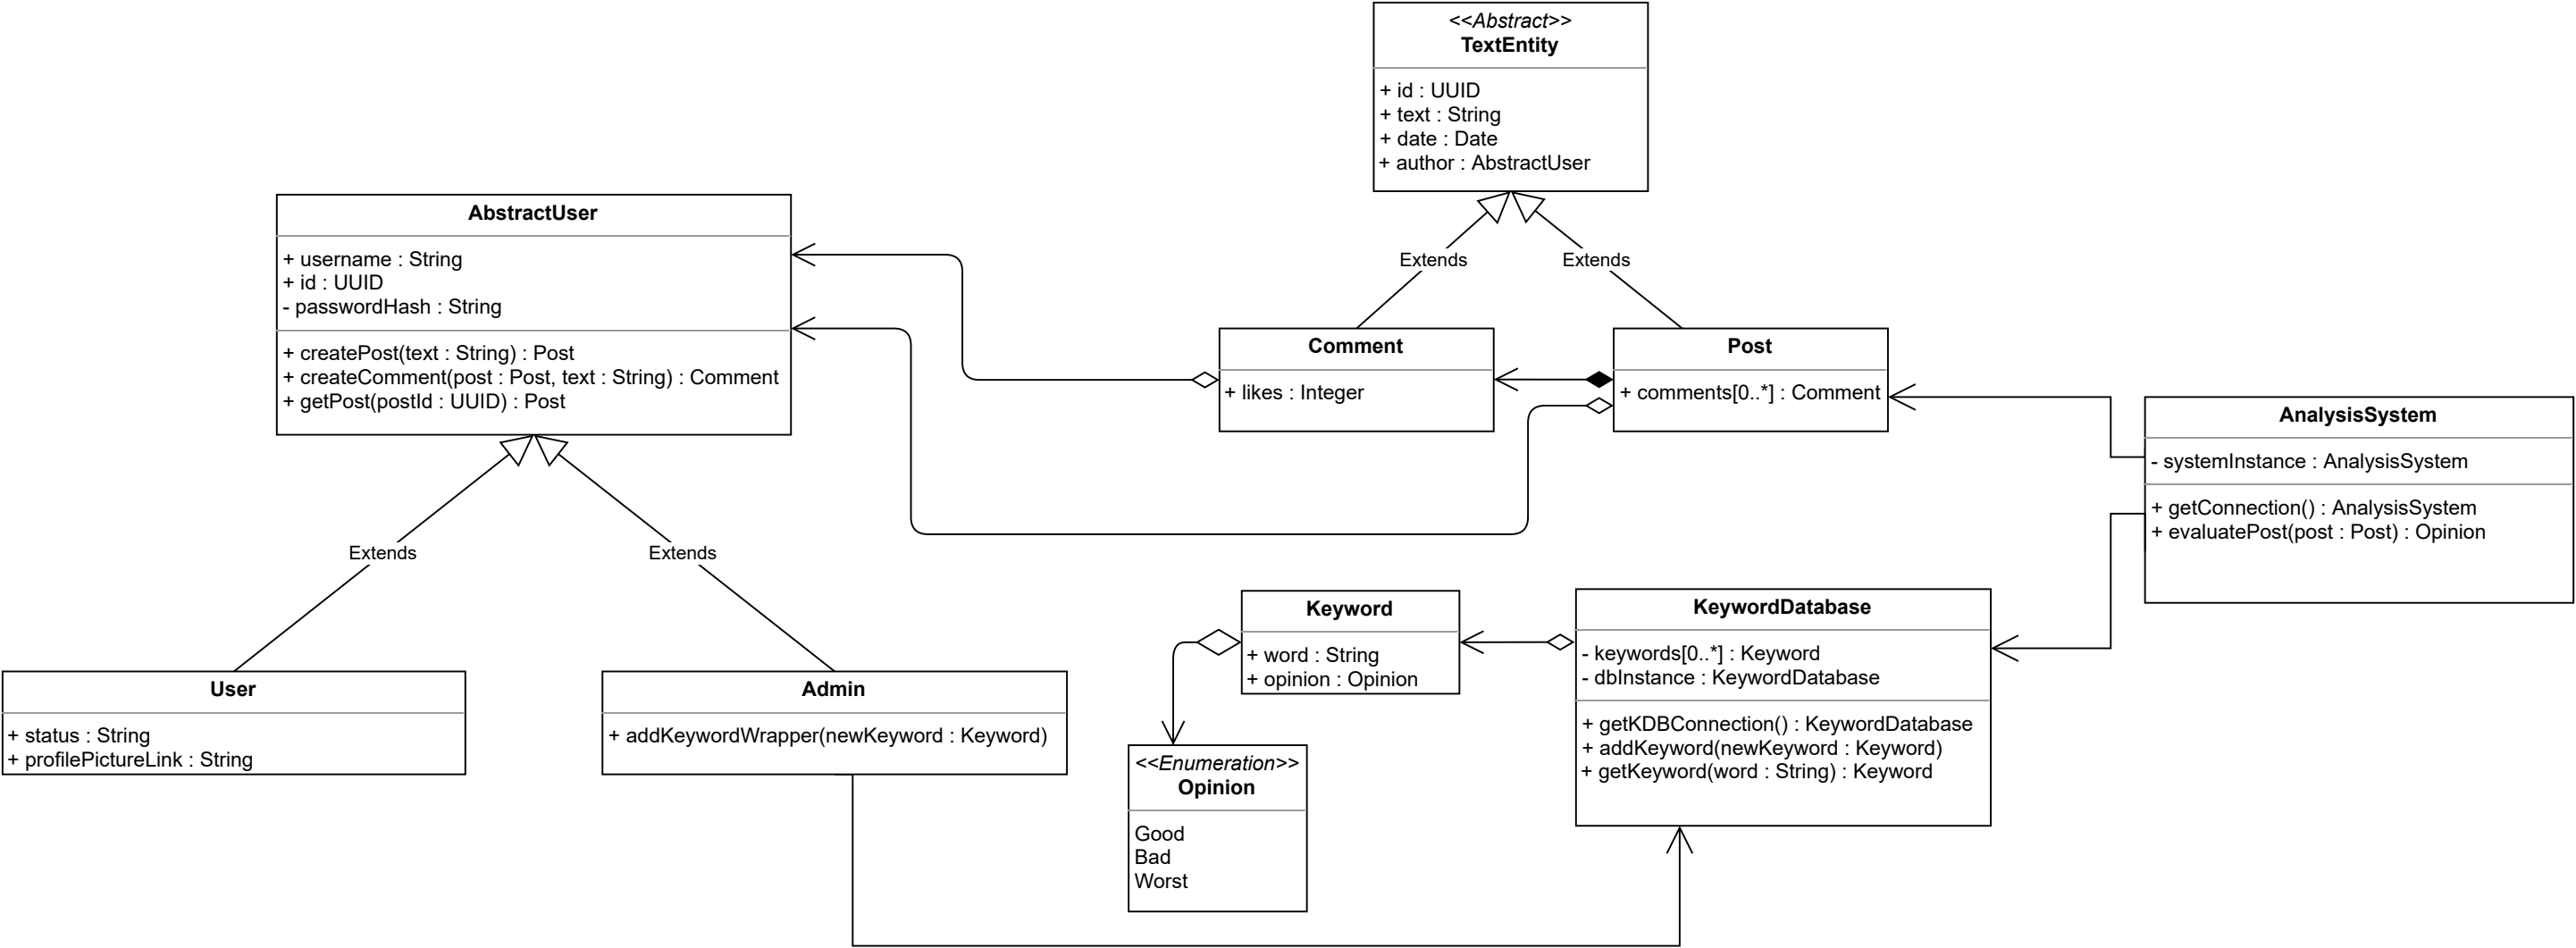 <<Abstract>>
TextEntity
+ id : UUID
+ text : String
+ date : Date
+ author : AbstractUser
AbstractUser
+ username : String
+ id : UUID
- passwordHash : String
+ createPost(text : String) : Post
+ createComment(post : Post, text : String) : Comment
+ getPost(postId : UUID) : Post
Extends
Extends
Comment
+ likes : Integer
Post
+ comments[0..*] : Comment
AnalysisSystem
- systemInstance : AnalysisSystem
+ getConnection() : AnalysisSystem
+ evaluatePost(post : Post) : Opinion
Extends
Extends
User
+ status : String
+ profilePictureLink : String
Admin
+ addKeywordWrapper(newKeyword : Keyword)
Keyword
+ word : String
+ opinion : Opinion
KeywordDatabase
- keywords[0..*] : Keyword
- dbInstance : KeywordDatabase
+ getKDBConnection() : KeywordDatabase
+ addKeyword(newKeyword : Keyword)
+ getKeyword(word : String) : Keyword
<<Enumeration>>
Opinion
Good
Bad
Worst